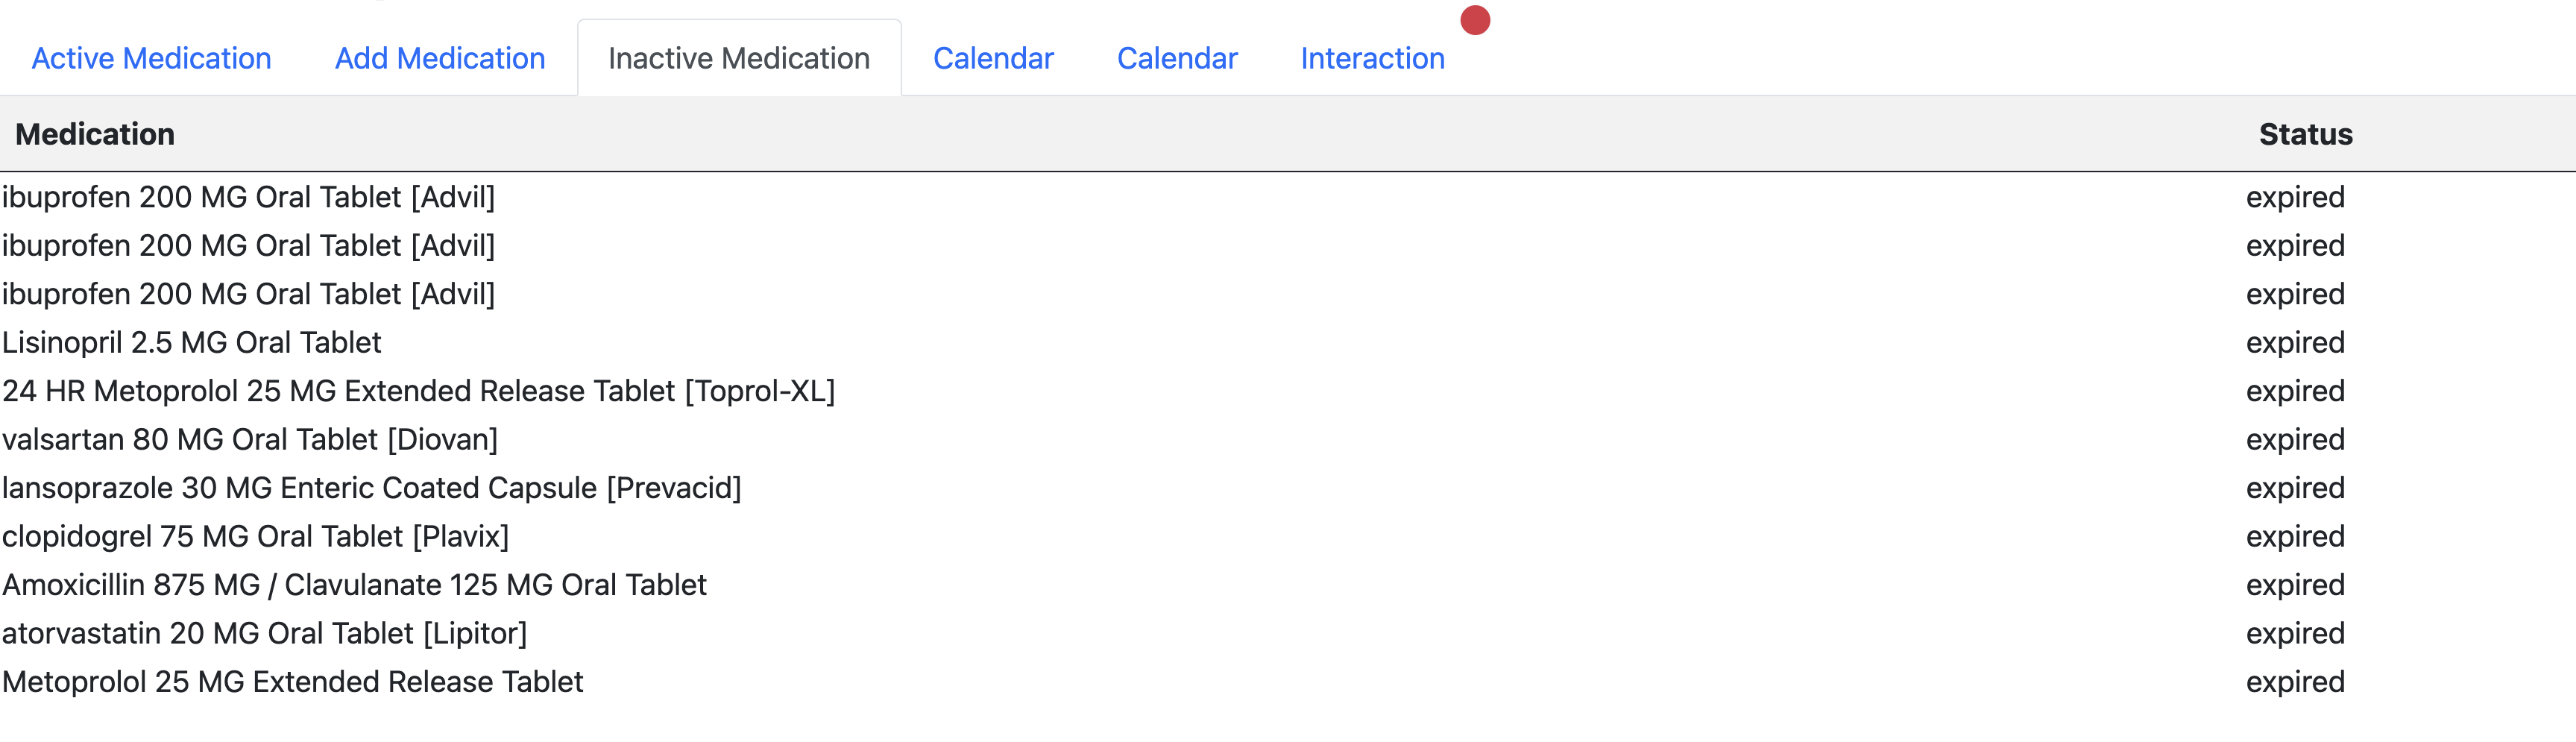 Active Medication Add Medication Inactive Medication Calendar Calendar Interaction
Medication Status
ibuprofen 200 MG Oral Tablet [Advil] expired
ibuprofen 200 MG Oral Tablet [Advil] expired
ibuprofen 200 MG Oral Tablet [Advil] expired
Lisinopril 2.5 MG Oral Tablet expired
24 HR Metoprolol 25 MG Extended Release Tablet [Toprol-XL] expired
valsartan 80 MG Oral Tablet [Diovan] expired
lansoprazole 30 MG Enteric Coated Capsule [Prevacid] expired
clopidogrel 75 MG Oral Tablet [Plavix] expired
Amoxicillin 875 MG / Clavulanate 125 MG Oral Tablet expired
atorvastatin 20 MG Oral Tablet [Lipitor] expired
Metoprolol 25 MG Extended Release Tablet expired